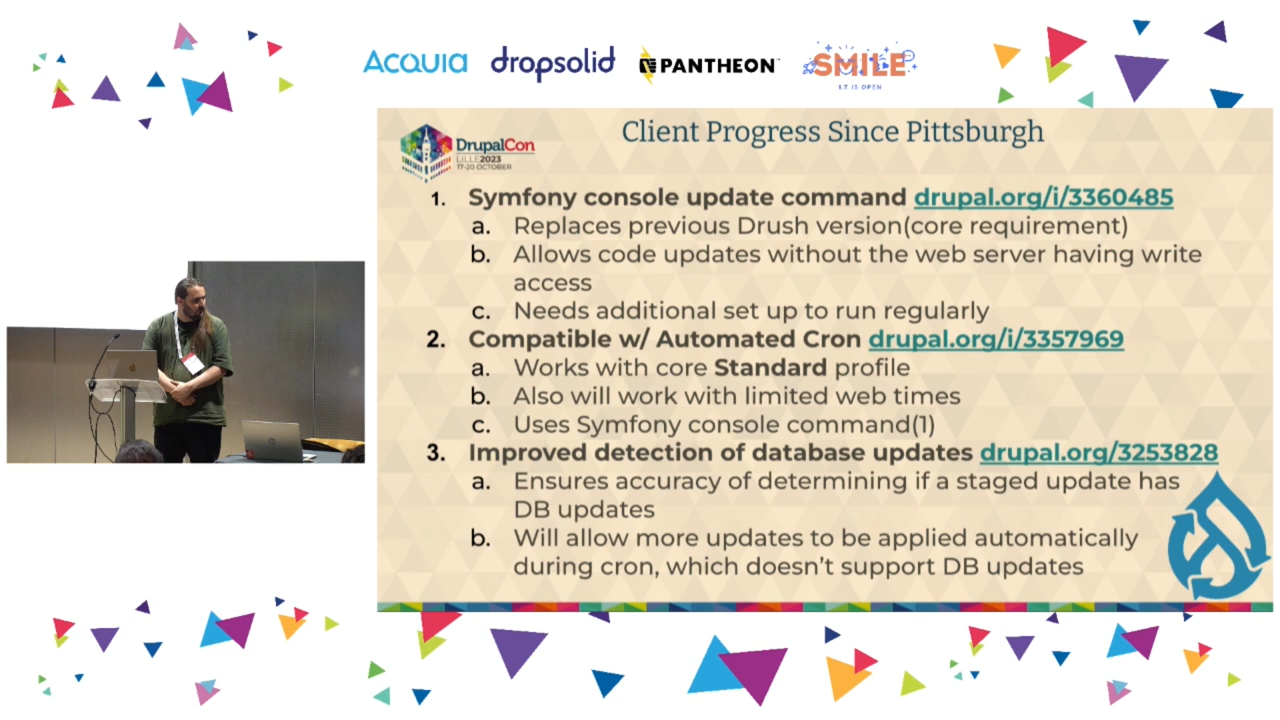 ACQUIA dropsolid PANTHEON SMILE
I.T IS OPEN
DrupalCon
LILLE2023
17-20 OCTOBER
Client Progress Since Pittsburgh
1. Symfony console update command drupal.org/i/3360485
a. Replaces previous Drush version(core requirement)
b. Allows code updates without the web server having write
access
c. Needs additional set up to run regularly
2. Compatible w/ Automated Cron drupal.org/i/3357969
a. Works with core Standard profile
b. Also will work with limited web times
c. Uses Symfony console command(1)
3. Improved detection of database updates drupal.org/3253828
a. Ensures accuracy of determining if a staged update has
DB updates
b. Will allow more updates to be applied automatically
during cron, which doesn't support DB updates